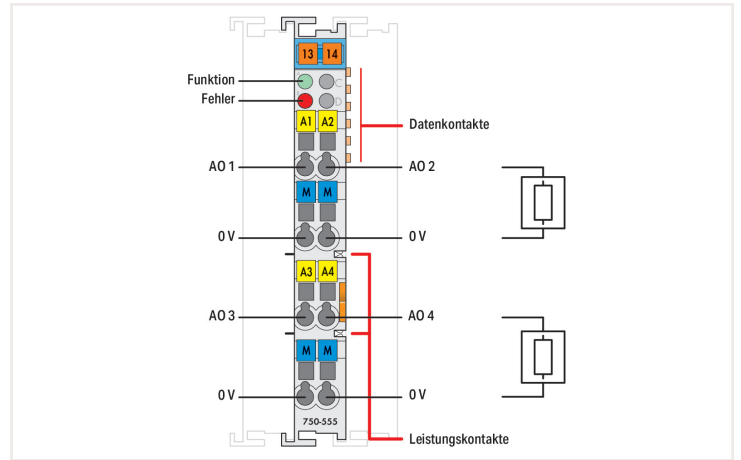 13 14
Funktion
C
Fehler
D
A1 A2
Datenkontakte
AO 1
AO 2
M M
0 V
0 V
A3 A4
AO 3
AO 4
M M
0 V
0 V
750-555
Leistungskontakte